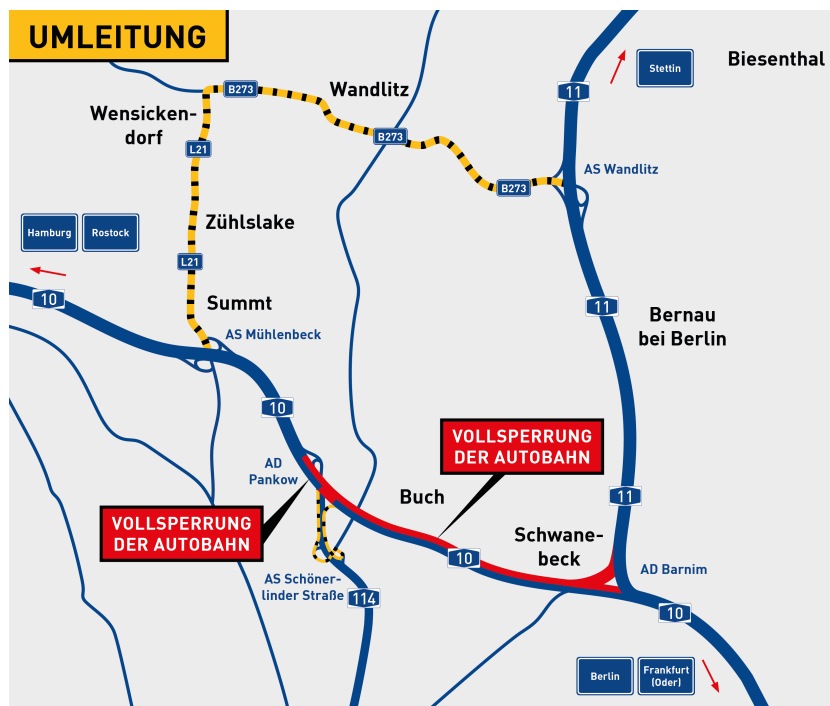 UMLEITUNG
Stettin
Biesenthal
11
B273
Wandlitz
Wensicken-
dorf
B273
L21
AS Wandlitz
B273
Zühlslake
Hamburg
Rostock
L21
10
Summt
11
Bernau
bei Berlin
AS Mühlenbeck
10
VOLLSPERRUNG
DER AUTOBAHN
AD
Pankow
Buch
11
VOLLSPERRUNG
DER AUTOBAHN
Schwane-
beck
10
AD Barnim
AS Schöner-
linder Straße
114
10
Berlin
Frankfurt
(Oder)